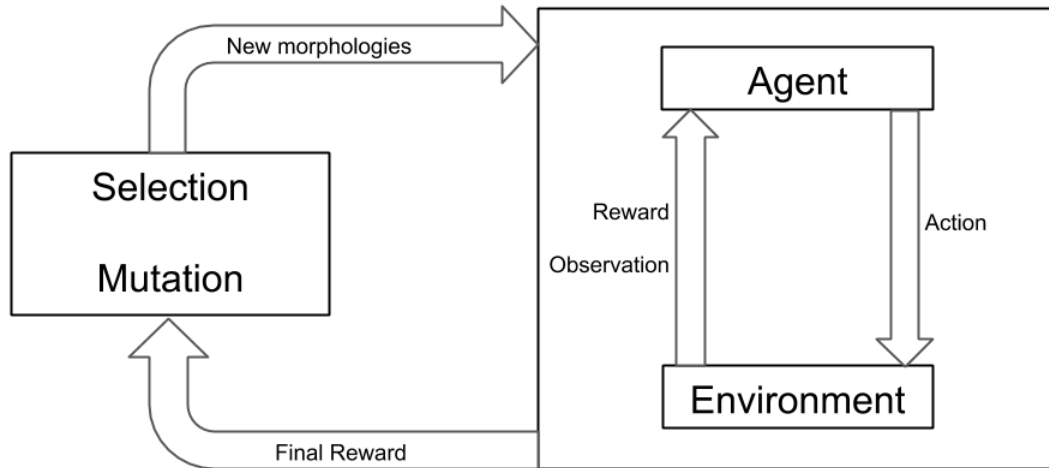 New morphologies
Agent
Selection
Mutation
Reward
Observation
Action
Environment
Final Reward